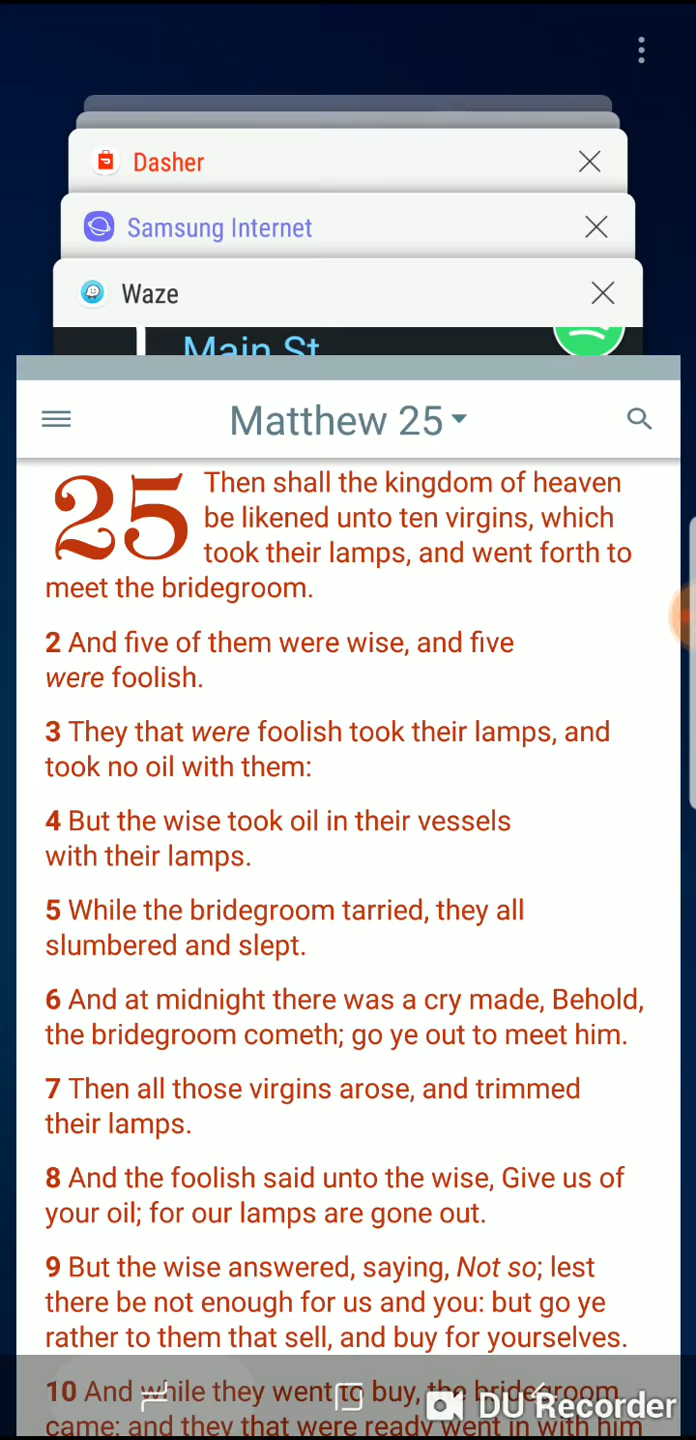 Dasher
Samsung Internet
Waze
Main St
Matthew 25
25 Then shall the kingdom of heaven
be likened unto ten virgins, which
took their lamps, and went forth to
meet the bridegroom.
2 And five of them were wise, and five
were foolish.
3 They that were foolish took their lamps, and
took no oil with them:
4 But the wise took oil in their vessels
with their lamps.
5 While the bridegroom tarried, they all
slumbered and slept.
6 And at midnight there was a cry made, Behold,
the bridegroom cometh; go ye out to meet him.
7 Then all those virgins arose, and trimmed
their lamps.
8 And the foolish said unto the wise, Give us of
your oil; for our lamps are gone out.
9 But the wise answered, saying, Not so; lest
there be not enough for us and you: but go ye
rather to them that sell, and buy for yourselves.
10 And while they went to buy, the bridegroom
came; and they that were ready went in with him
DU Recorder